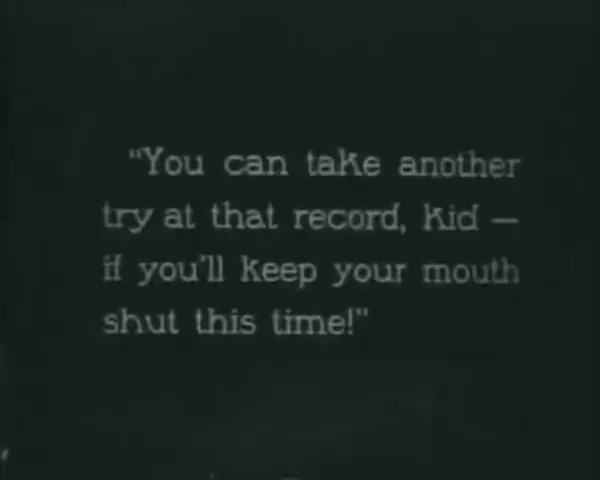 "You can take another
try at that record, kid —
if you'll keep your mouth
shut this time!"